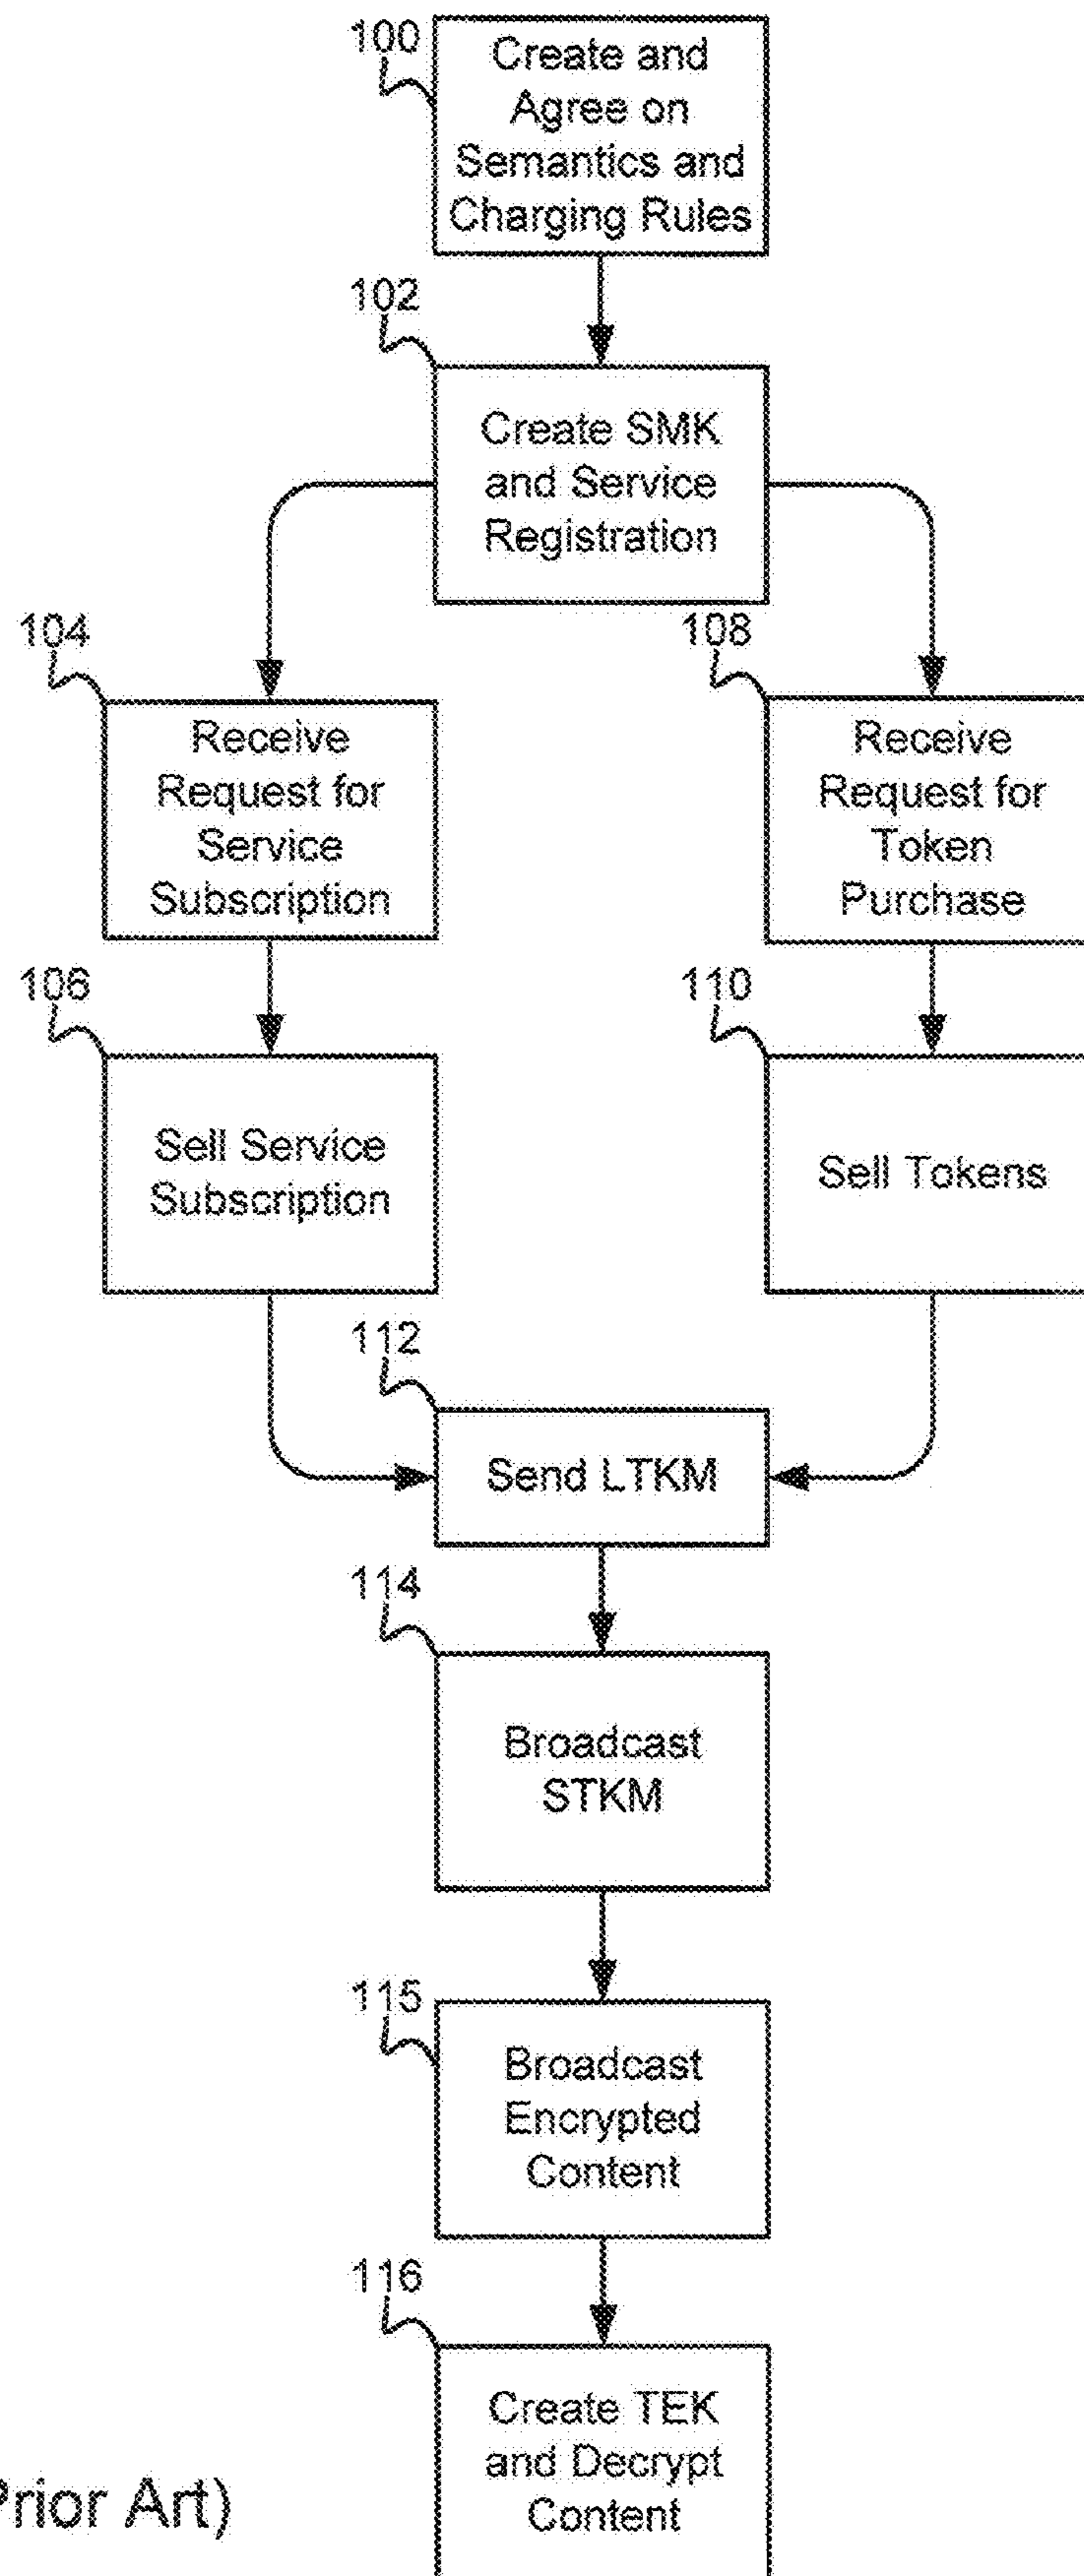 100
Create and
Agree on
Semantics and
Charging Rules
102
Create SMK
and Service
Registration
104
Receive
Request for
Service
Subscription
108
Receive
Request for
Token
Purchase
106
Sell Service
Subscription
110
Sell Tokens
112
Send LTKM
114
Broadcast
STKM
115
Broadcast
Encrypted
Content
116
Create TEK
and Decrypt
Content
Prior Art)